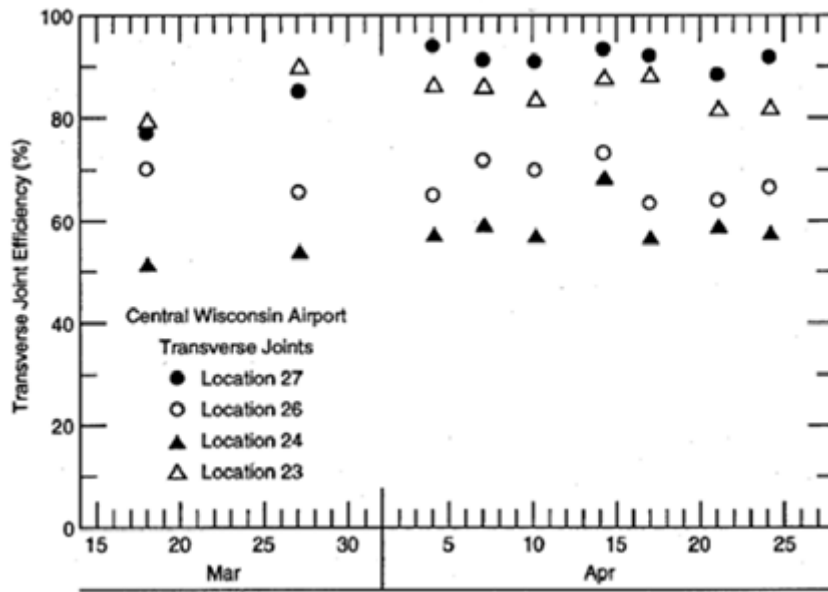 Transverse Joint Efficiency (%)
100
80
60
40
20
0
Central Wisconsin Airport
Transverse Joints
Location 27
Location 26
Location 24
Location 23
15 20 25 30 5 10 15 20 25
Mar Apr